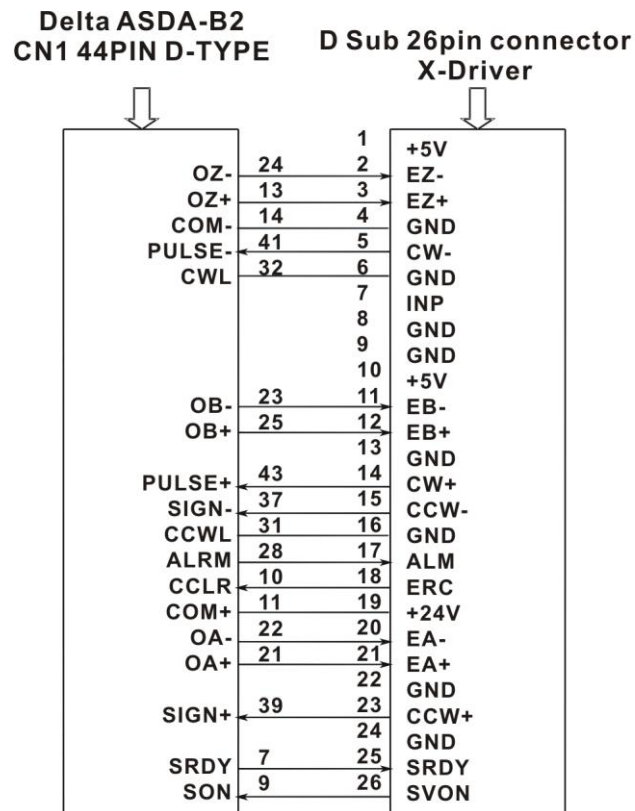 Delta ASDA-B2
CN1 44PIN D-TYPE
D Sub 26pin connector
X-Driver
1 +5V
OZ- 24 2 EZ-
OZ+ 13 3 EZ+
COM- 14 4 GND
PULSE- 41 5 CW-
CWL 32 6 GND
7 INP
8 GND
9 GND
10 +5V
OB- 23 11 EB-
OB+ 25 12 EB+
13 GND
PULSE+ 43 14 CW+
SIGN- 37 15 CCW-
CCWL 31 16 GND
ALRM 28 17 ALM
CCLR 10 18 ERC
COM+ 11 19 +24V
OA- 22 20 EA-
OA+ 21 21 EA+
22 GND
SIGN+ 39 23 CCW+
24 GND
SRDY 7 25 SRDY
SON 9 26 SVON